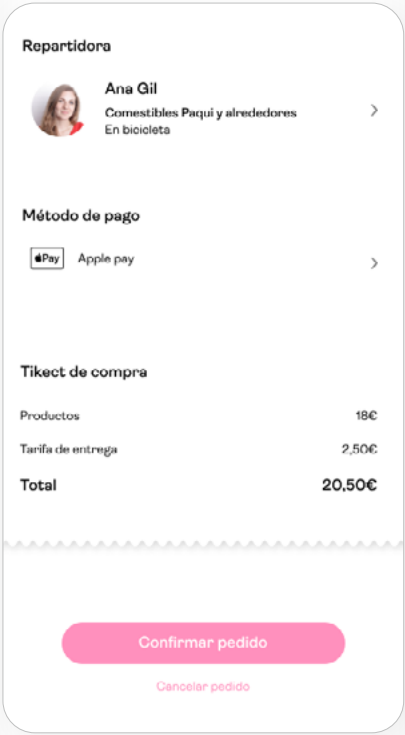 Repartidora
Ana Gil
Comestibles Paqui y alrededores
En bicicleta
Método de pago
Pay Apple pay
Tikect de compra
Productos 18€
Tarifa de entrega 2,50€
Total 20,50€
Confirmar pedido
Cancelar pedido